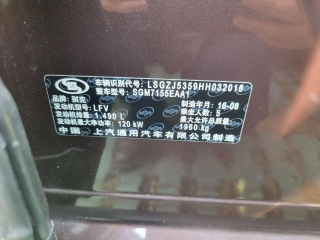 车辆识别代号: LSGZJ5359HH032018
整车型号: SGM7155EAA1
品牌: 别克
制造年月: 16-08
发动机型号: LFV
乘坐人数: 5
发动机排量: 1.490 L
最大允许总质量
发动机最大净功率: 120 kW
1960kg
中国 上汽通用汽车有限公司制造